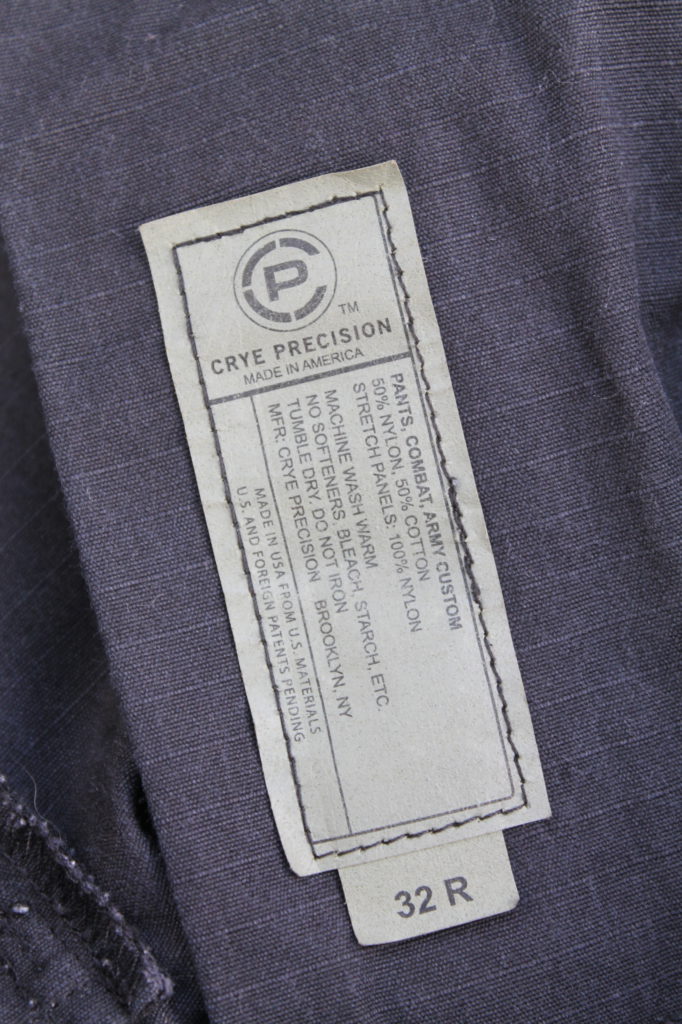 P
TM
CRYE PRECISION
MADE IN AMERICA
PANTS, COMBAT, ARMY CUSTOM
50% NYLON, 50% COTTON
STRETCH PANELS: 100% NYLON
MACHINE WASH WARM
NO SOFTENERS, BLEACH, STARCH, ETC.
TUMBLE DRY. DO NOT IRON
MFR: CRYE PRECISION BROOKLYN, NY
MADE IN USA FROM U.S. MATERIALS
U.S. AND FOREIGN PATENTS PENDING
32 R